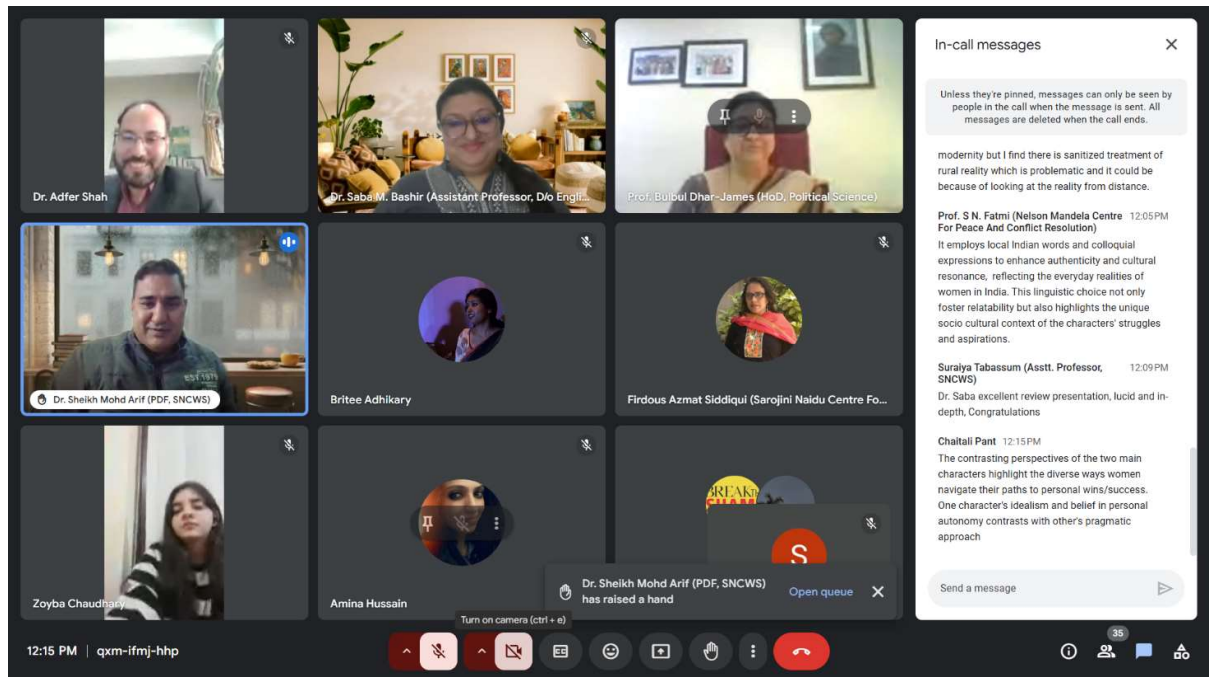 Dr. Adfer Shah
Dr. Saba M. Bashir (Assistant Professor, D/o Engli...
Prof. Bulbul Dhar-James (HoD, Political Science)
EST.1975
Dr. Sheikh Mohd Arif (PDF, SNCWS)
Britee Adhikary
Firdous Azmat Siddiqui (Sarojini Naidu Centre Fo...
Zoyba Chaudhary
Amina Hussain
BREAK
S
Dr. Sheikh Mohd Arif (PDF, SNCWS)
has raised a hand
Open queue
Turn on camera (ctrl + e)
12:15 PM | qxm-ifmj-hhp
35
In-call messages
Unless they're pinned, messages can only be seen by
people in the call when the message is sent. All
messages are deleted when the call ends.
modernity but I find there is sanitized treatment of
rural reality which is problematic and it could be
because of looking at the reality from distance.
Prof. S N. Fatmi (Nelson Mandela Centre 12:05 PM
For Peace And Conflict Resolution)
It employs local Indian words and colloquial
expressions to enhance authenticity and cultural
resonance, reflecting the everyday realities of
women in India. This linguistic choice not only
foster relatability but also highlights the unique
socio cultural context of the characters' struggles
and aspirations.
Suraiya Tabassum (Asstt. Professor, 12:09 PM
SNCWS)
Dr. Saba excellent review presentation, lucid and in-
depth, Congratulations
Chaitali Pant 12:15 PM
The contrasting perspectives of the two main
characters highlight the diverse ways women
navigate their paths to personal wins/success.
One character's idealism and belief in personal
autonomy contrasts with other's pragmatic
approach
Send a message